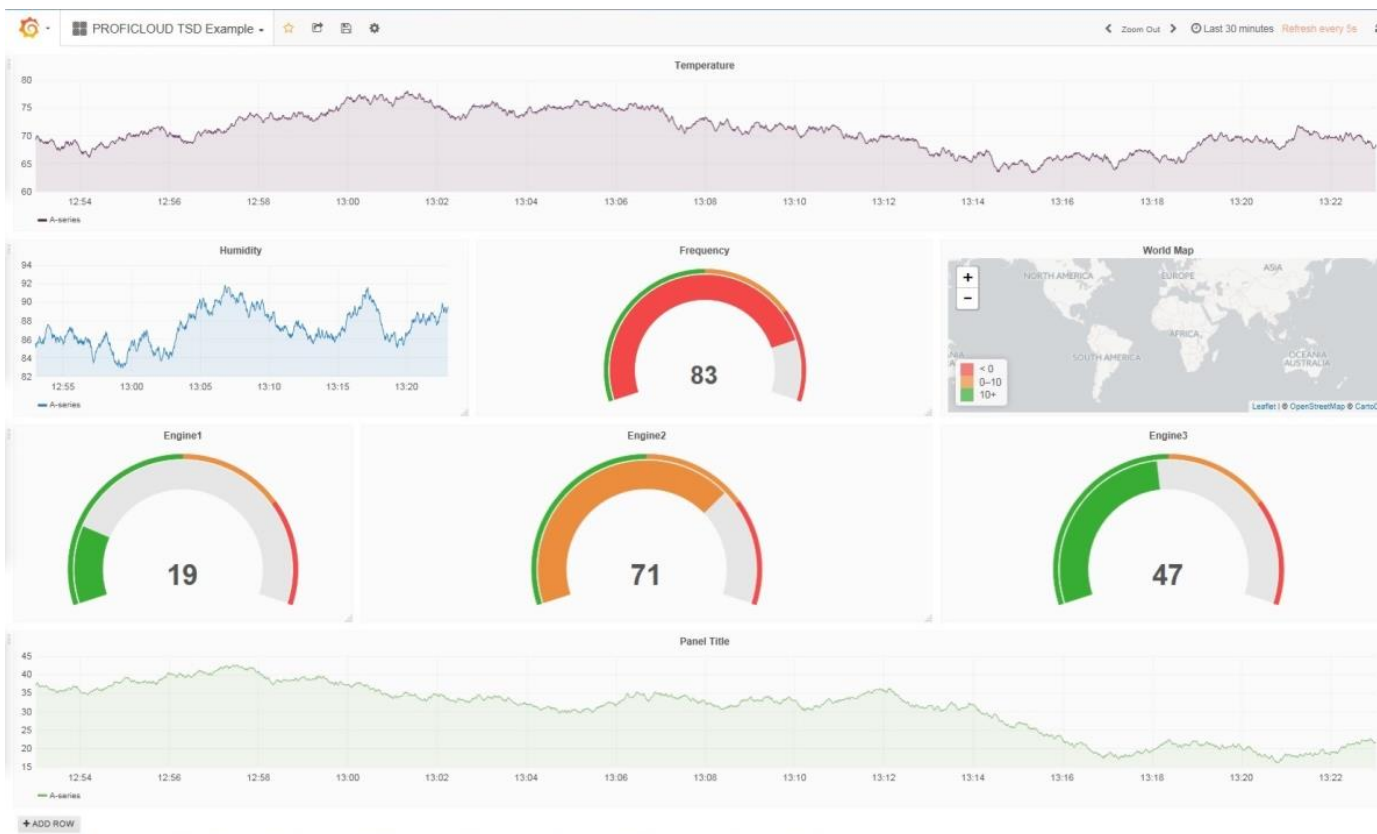 PROFICLOUD TSD Example
Zoom Out Last 30 minutes Refresh every 5s
Temperature
80
75
70
65
60
12:54 12:56 12:58 13:00 13:02 13:04 13:06 13:08 13:10 13:12 13:14 13:16 13:18 13:20 13:22
A-series
Humidity
94
92
90
88
86
84
82
12:55 13:00 13:05 13:10 13:15 13:20
A-series
Frequency
83
World Map
+
−
NORTH AMERICA
EUROPE
ASIA
AFRICA
SOUTH AMERICA
OCEANIA
AUSTRALIA
< 0
0–10
10+
Leaflet | © OpenStreetMap ©
Engine1
19
Engine2
71
Engine3
47
Panel Title
45
40
35
30
25
20
15
12:54 12:56 12:58 13:00 13:02 13:04 13:06 13:08 13:10 13:12 13:14 13:16 13:18 13:20 13:22
A-series
+ ADD ROW